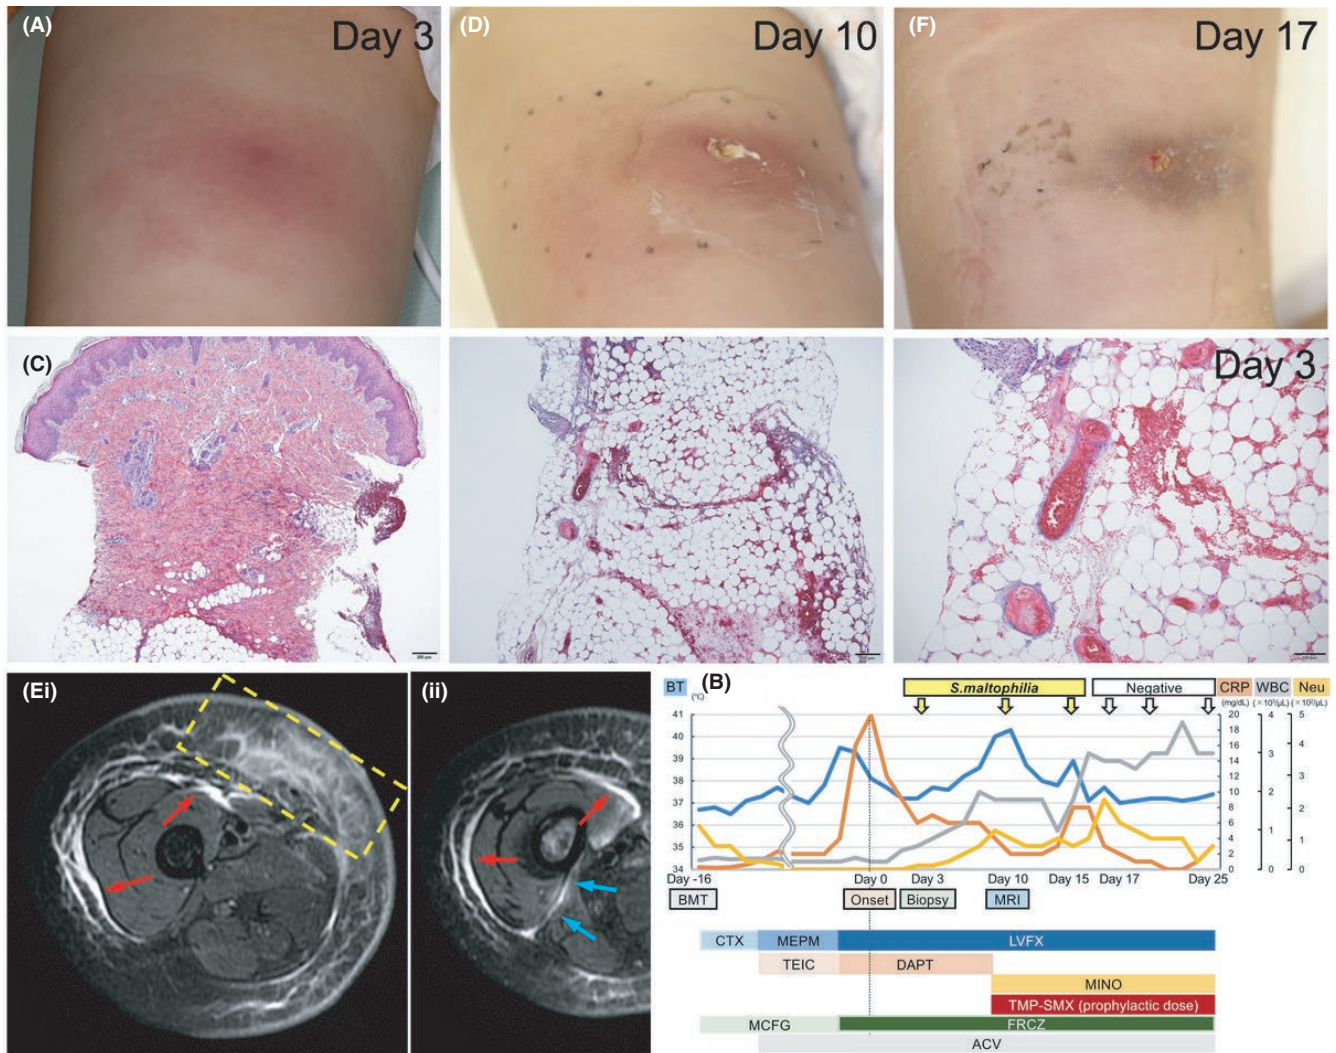 (A)
Day 3
(D)
Day 10
(F)
Day 17
(C)
Day 3
(Ei)
(ii)
(B)
BT
(℃)
S.maltophilia
Negative
CRP
(mg/dL)
WBC
(×10²/μL)
Neu
(×10²/μL)
41
40
39
38
37
36
35
34
20
18
16
14
12
10
8
6
4
2
0
4
3
2
1
0
5
4
3
2
1
0
Day -16
Day 0
Day 3
Day 10
Day 15
Day 17
Day 25
BMT
Onset
Biopsy
MRI
CTX
MEPM
LVFX
TEIC
DAPT
MINO
TMP-SMX (prophylactic dose)
MCFG
FRCZ
ACV